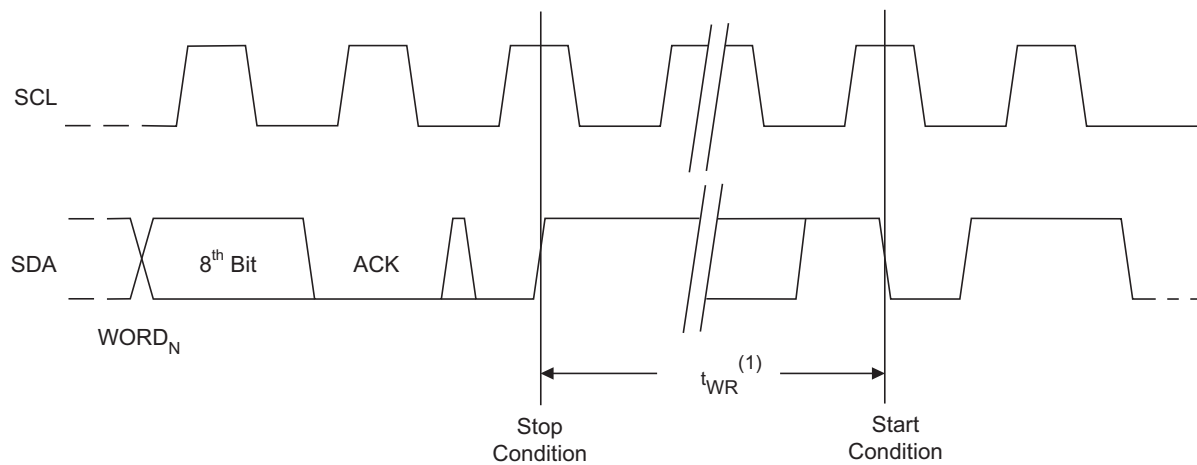 SCL
SDA
8th Bit
ACK
WORDN
tWR(1)
Stop
Condition
Start
Condition